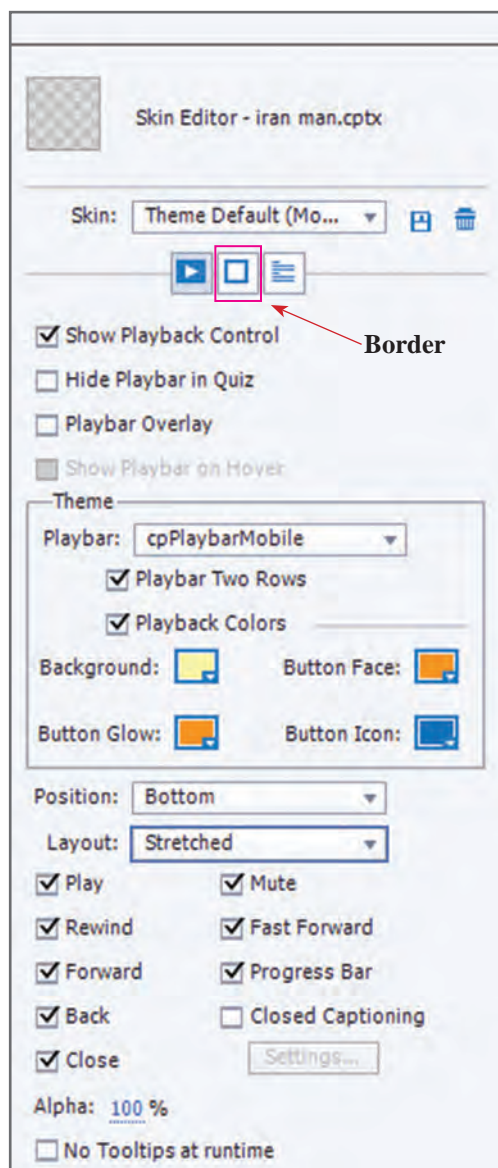 Skin Editor - iran man.cptx
Skin: Theme Default (Mo...
Border
Show Playback Control
Hide Playbar in Quiz
Playbar Overlay
Show Playbar on Hover
Theme
Playbar: cpPlaybarMobile
Playbar Two Rows
Playback Colors
Background: Button Face:
Button Glow: Button Icon:
Position: Bottom
Layout: Stretched
Play Mute
Rewind Fast Forward
Forward Progress Bar
Back Closed Captioning
Close Settings...
Alpha: 100 %
No Tooltips at runtime